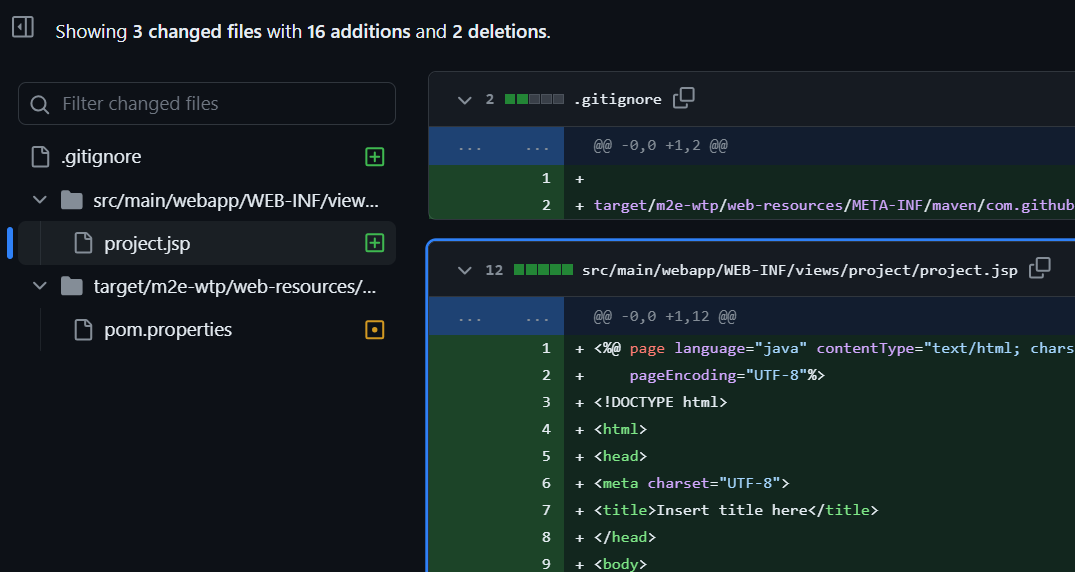 Showing 3 changed files with 16 additions and 2 deletions.
Filter changed files
.gitignore
src/main/webapp/WEB-INF/view...
project.jsp
target/m2e-wtp/web-resources/...
pom.properties
2 .gitignore
... ... @@ -0,0 +1,2 @@
1 +
2 + target/m2e-wtp/web-resources/META-INF/maven/com.github
12 src/main/webapp/WEB-INF/views/project/project.jsp
... ... @@ -0,0 +1,12 @@
1 + <%@ page language="java" contentType="text/html; chars
2 + pageEncoding="UTF-8"%>
3 + <!DOCTYPE html>
4 + <html>
5 + <head>
6 + <meta charset="UTF-8">
7 + <title>Insert title here</title>
8 + </head>
9 + <body>